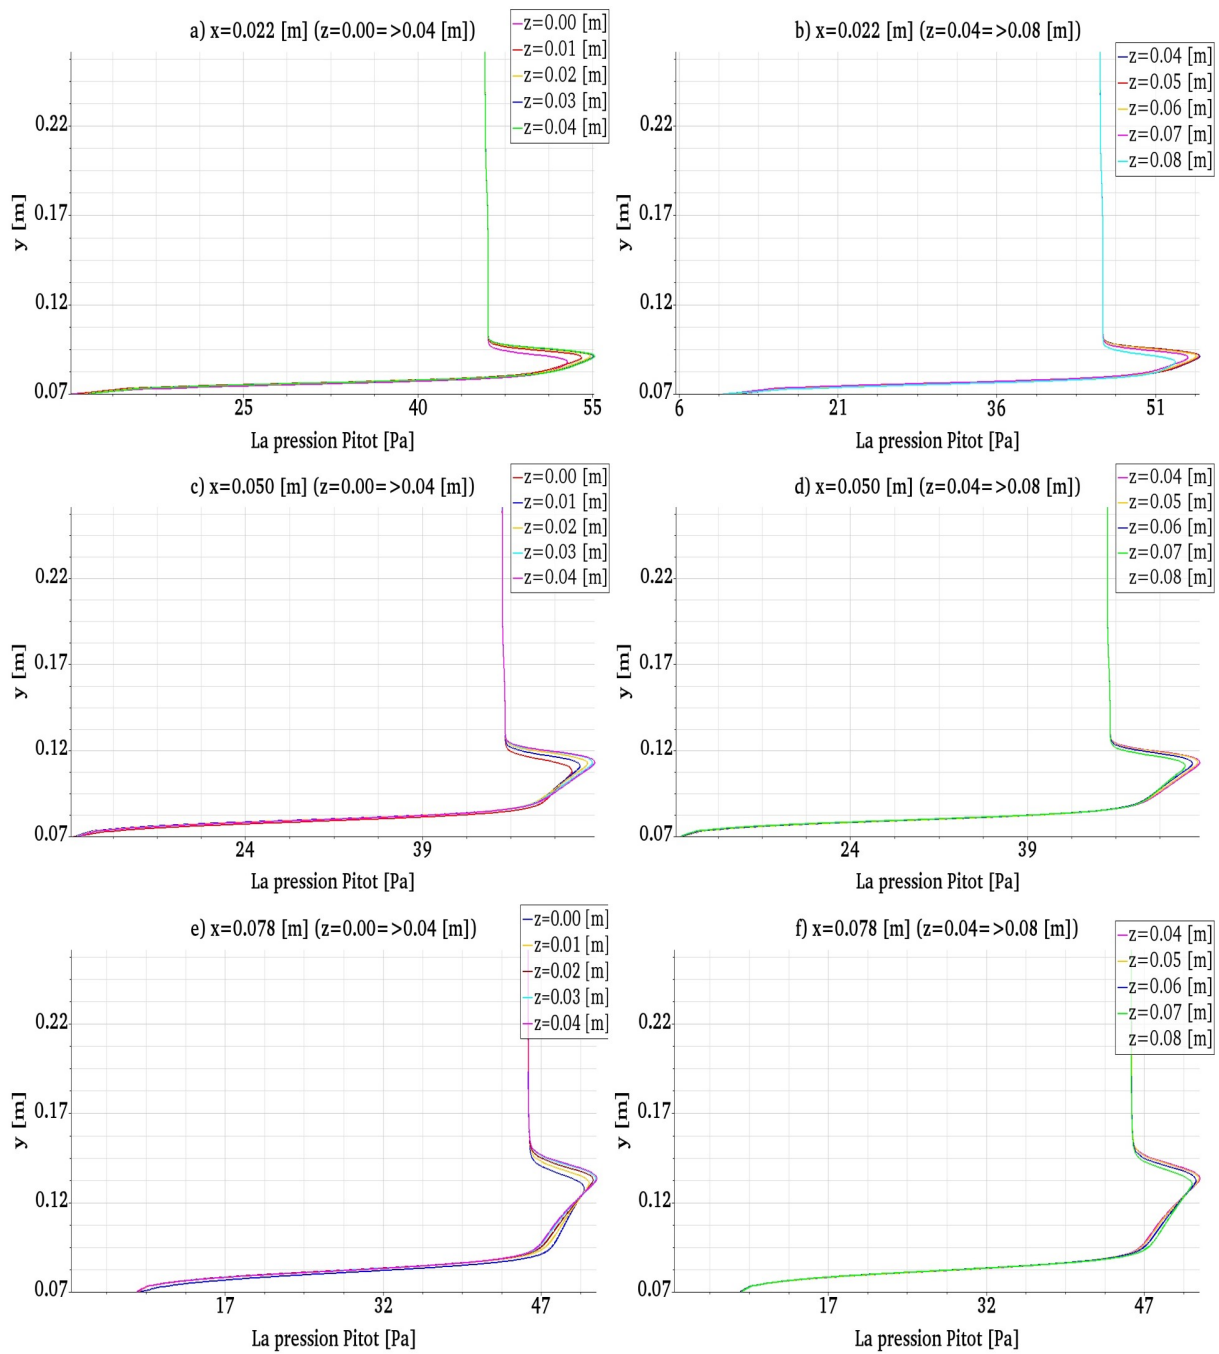 a) x=0.022 [m] (z=0.00=>0.04 [m])
z=0.00 [m]
z=0.01 [m]
z=0.02 [m]
z=0.03 [m]
z=0.04 [m]
y [m]
0.22
0.17
0.12
0.07
25
40
55
La pression Pitot [Pa]
b) x=0.022 [m] (z=0.04=>0.08 [m])
z=0.04 [m]
z=0.05 [m]
z=0.06 [m]
z=0.07 [m]
z=0.08 [m]
y [m]
0.22
0.17
0.12
0.07
6
21
36
51
La pression Pitot [Pa]
c) x=0.050 [m] (z=0.00=>0.04 [m])
z=0.00 [m]
z=0.01 [m]
z=0.02 [m]
z=0.03 [m]
z=0.04 [m]
y [m]
0.22
0.17
0.12
0.07
24
39
La pression Pitot [Pa]
d) x=0.050 [m] (z=0.04=>0.08 [m])
z=0.04 [m]
z=0.05 [m]
z=0.06 [m]
z=0.07 [m]
z=0.08 [m]
y [m]
0.22
0.17
0.12
0.07
24
39
La pression Pitot [Pa]
e) x=0.078 [m] (z=0.00=>0.04 [m])
z=0.00 [m]
z=0.01 [m]
z=0.02 [m]
z=0.03 [m]
z=0.04 [m]
y [m]
0.22
0.17
0.12
0.07
17
32
47
La pression Pitot [Pa]
f) x=0.078 [m] (z=0.04=>0.08 [m])
z=0.04 [m]
z=0.05 [m]
z=0.06 [m]
z=0.07 [m]
z=0.08 [m]
y [m]
0.22
0.17
0.12
0.07
17
32
47
La pression Pitot [Pa]